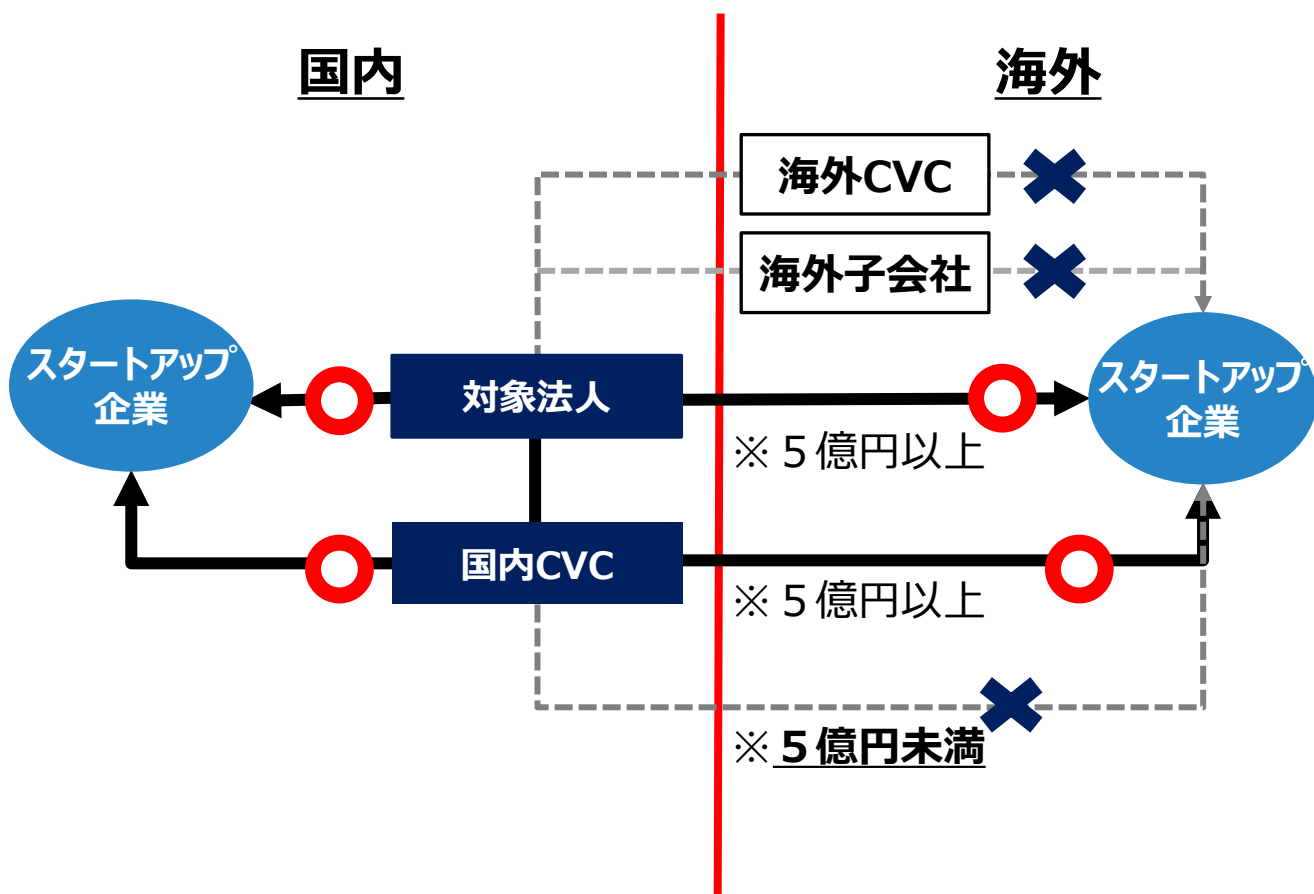 国内
海外
海外CVC
海外子会社
スタートアップ
企業
対象法人
スタートアップ
企業
※５億円以上
国内CVC
※５億円以上
※５億円未満